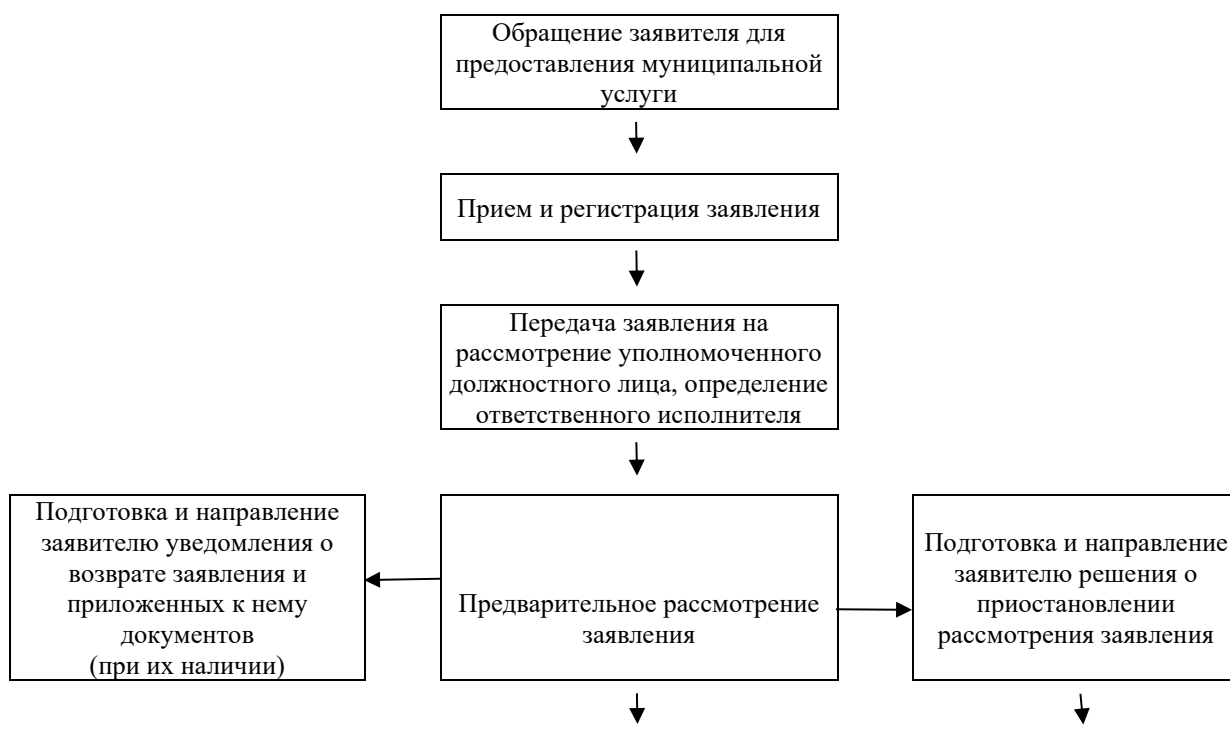 Обращение заявителя для
предоставления муниципальной
услуги
Прием и регистрация заявления
Передача заявления на
рассмотрение уполномоченного
должностного лица, определение
ответственного исполнителя
Подготовка и направление
заявителю уведомления о
возврате заявления и
приложенных к нему
документов
(при их наличии)
Предварительное рассмотрение
заявления
Подготовка и направление
заявителю решения о
приостановлении
рассмотрения заявления